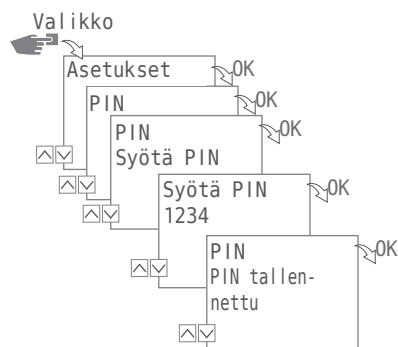 Valikko
Asetukset
OK
PIN
OK
PIN
Syötä PIN
OK
Syötä PIN
1234
OK
PIN
PIN tallen-
nettu
OK